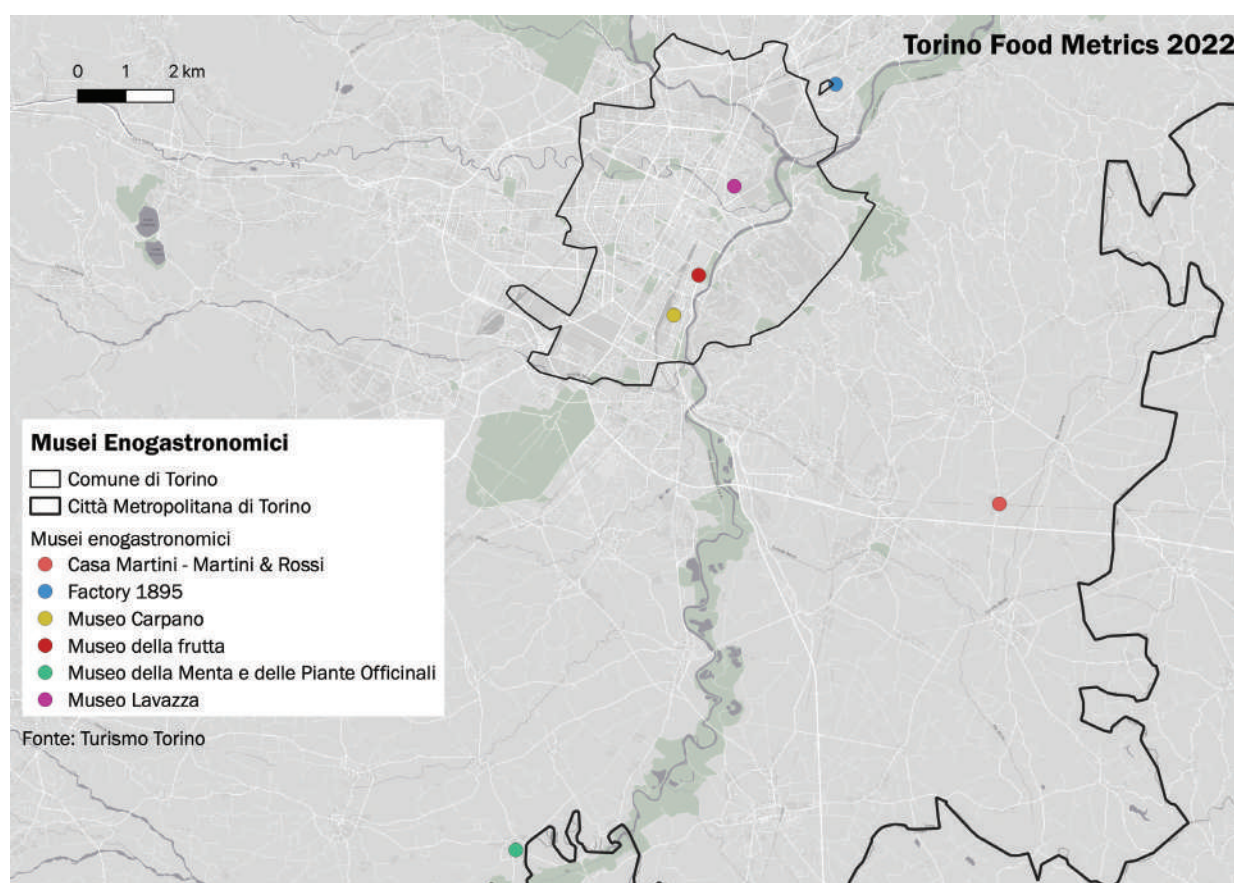 Torino Food Metrics 2022
0 1 2 km
Musei Enogastronomici
Comune di Torino
Città Metropolitana di Torino
Musei enogastronomici
Casa Martini - Martini & Rossi
Factory 1895
Museo Carpano
Museo della frutta
Museo della Menta e delle Piante Officinali
Museo Lavazza
Fonte: Turismo Torino